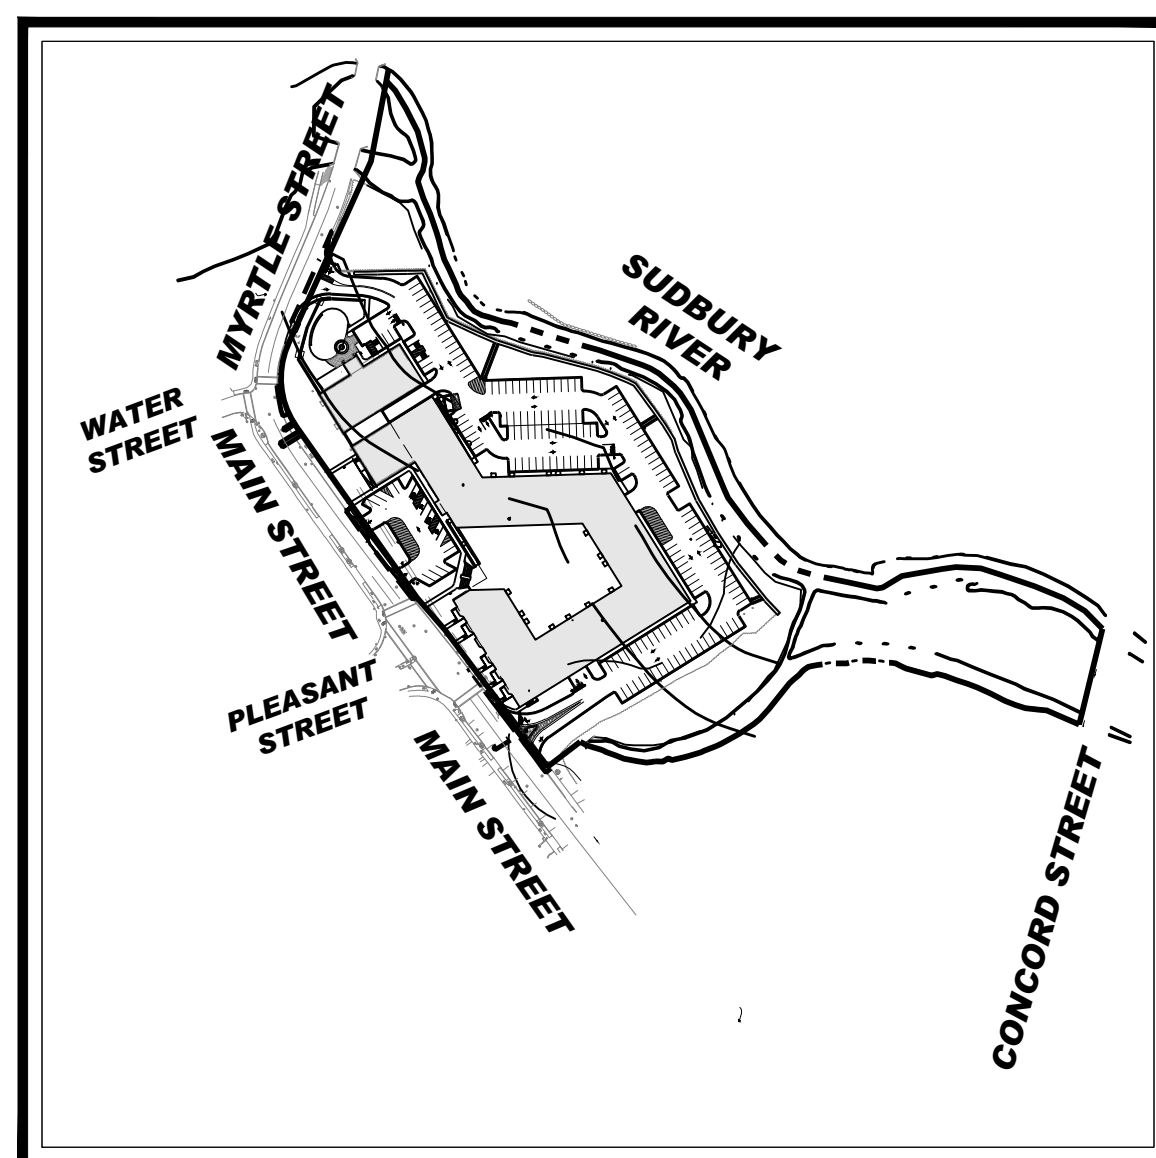 MYRTLE STREET
SUDBURY
RIVER
WATER
STREET
MAIN STREET
PLEASANT
STREET
MAIN STREET
CONCORD STREET